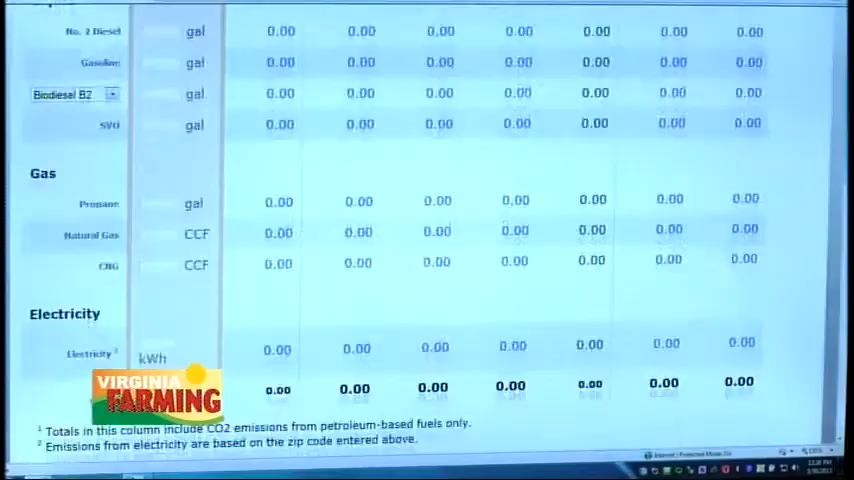 No. 2 Diesel gal 0.00 0.00 0.00 0.00 0.00 0.00 0.00
Gasoline gal 0.00 0.00 0.00 0.00 0.00 0.00 0.00
Biodiesel B2 gal 0.00 0.00 0.00 0.00 0.00 0.00 0.00
SVO gal 0.00 0.00 0.00 0.00 0.00 0.00 0.00
Gas
Propane gal 0.00 0.00 0.00 0.00 0.00 0.00 0.00
Natural Gas CCF 0.00 0.00 0.00 0.00 0.00 0.00 0.00
CNG CCF 0.00 0.00 0.00 0.00 0.00 0.00 0.00
Electricity
Electricity 1 kWh 0.00 0.00 0.00 0.00 0.00 0.00 0.00
0.00 0.00 0.00 0.00 0.00 0.00 0.00
VIRGINIA
FARMING
1 Totals in this column include CO2 emissions from petroleum-based fuels only.
2 Emissions from electricity are based on the zip code entered above.
Internet | Protected Mode: